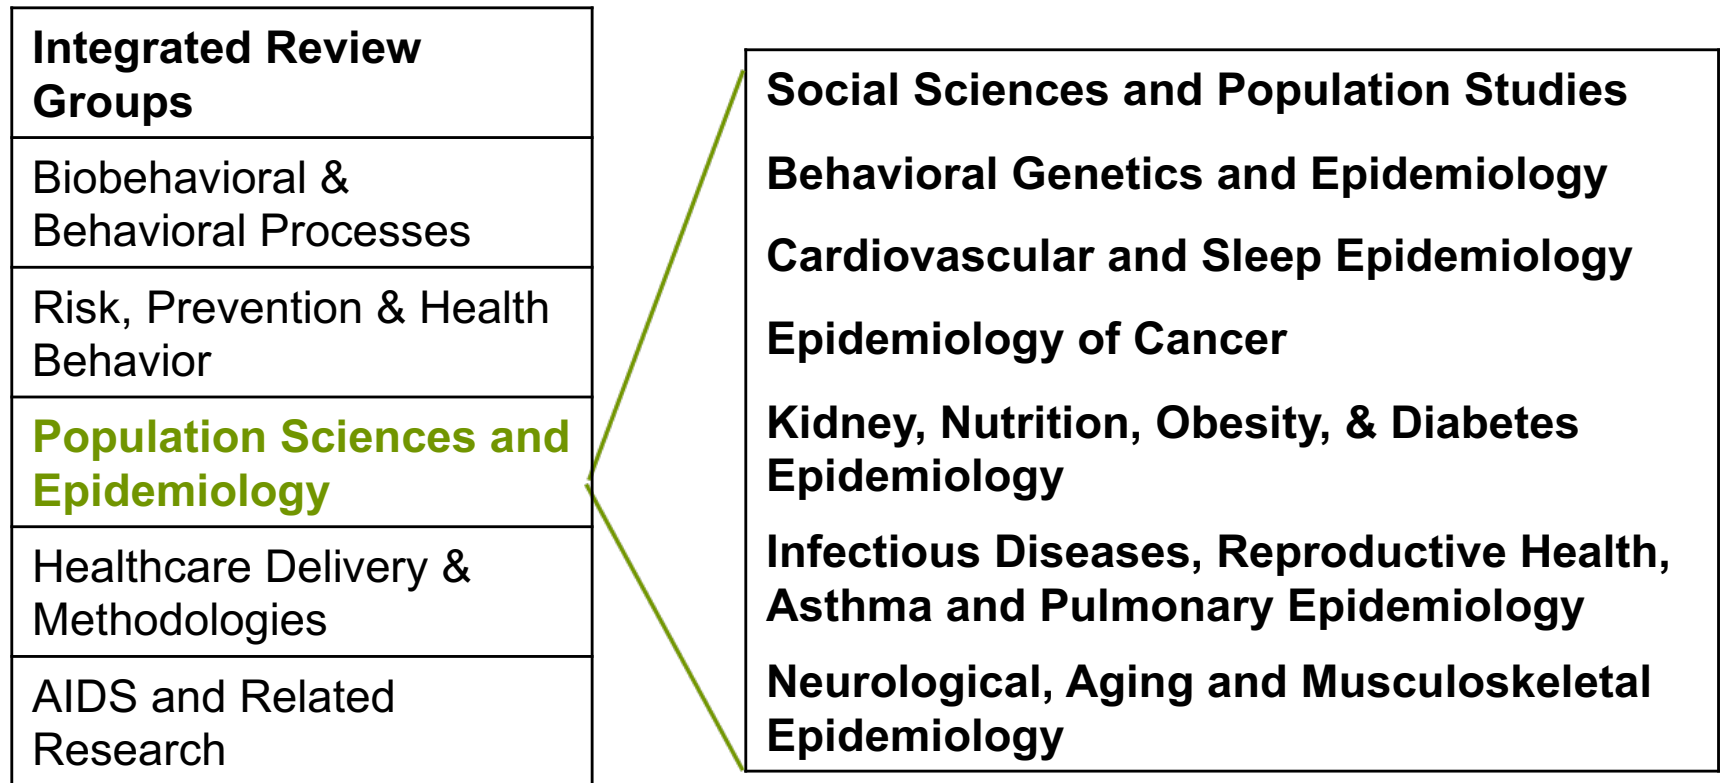 Integrated Review
Groups
Biobehavioral &
Behavioral Processes
Risk, Prevention & Health
Behavior
Population Sciences and
Epidemiology
Healthcare Delivery &
Methodologies
AIDS and Related
Research
Social Sciences and Population Studies
Behavioral Genetics and Epidemiology
Cardiovascular and Sleep Epidemiology
Epidemiology of Cancer
Kidney, Nutrition, Obesity, & Diabetes
Epidemiology
Infectious Diseases, Reproductive Health,
Asthma and Pulmonary Epidemiology
Neurological, Aging and Musculoskeletal
Epidemiology